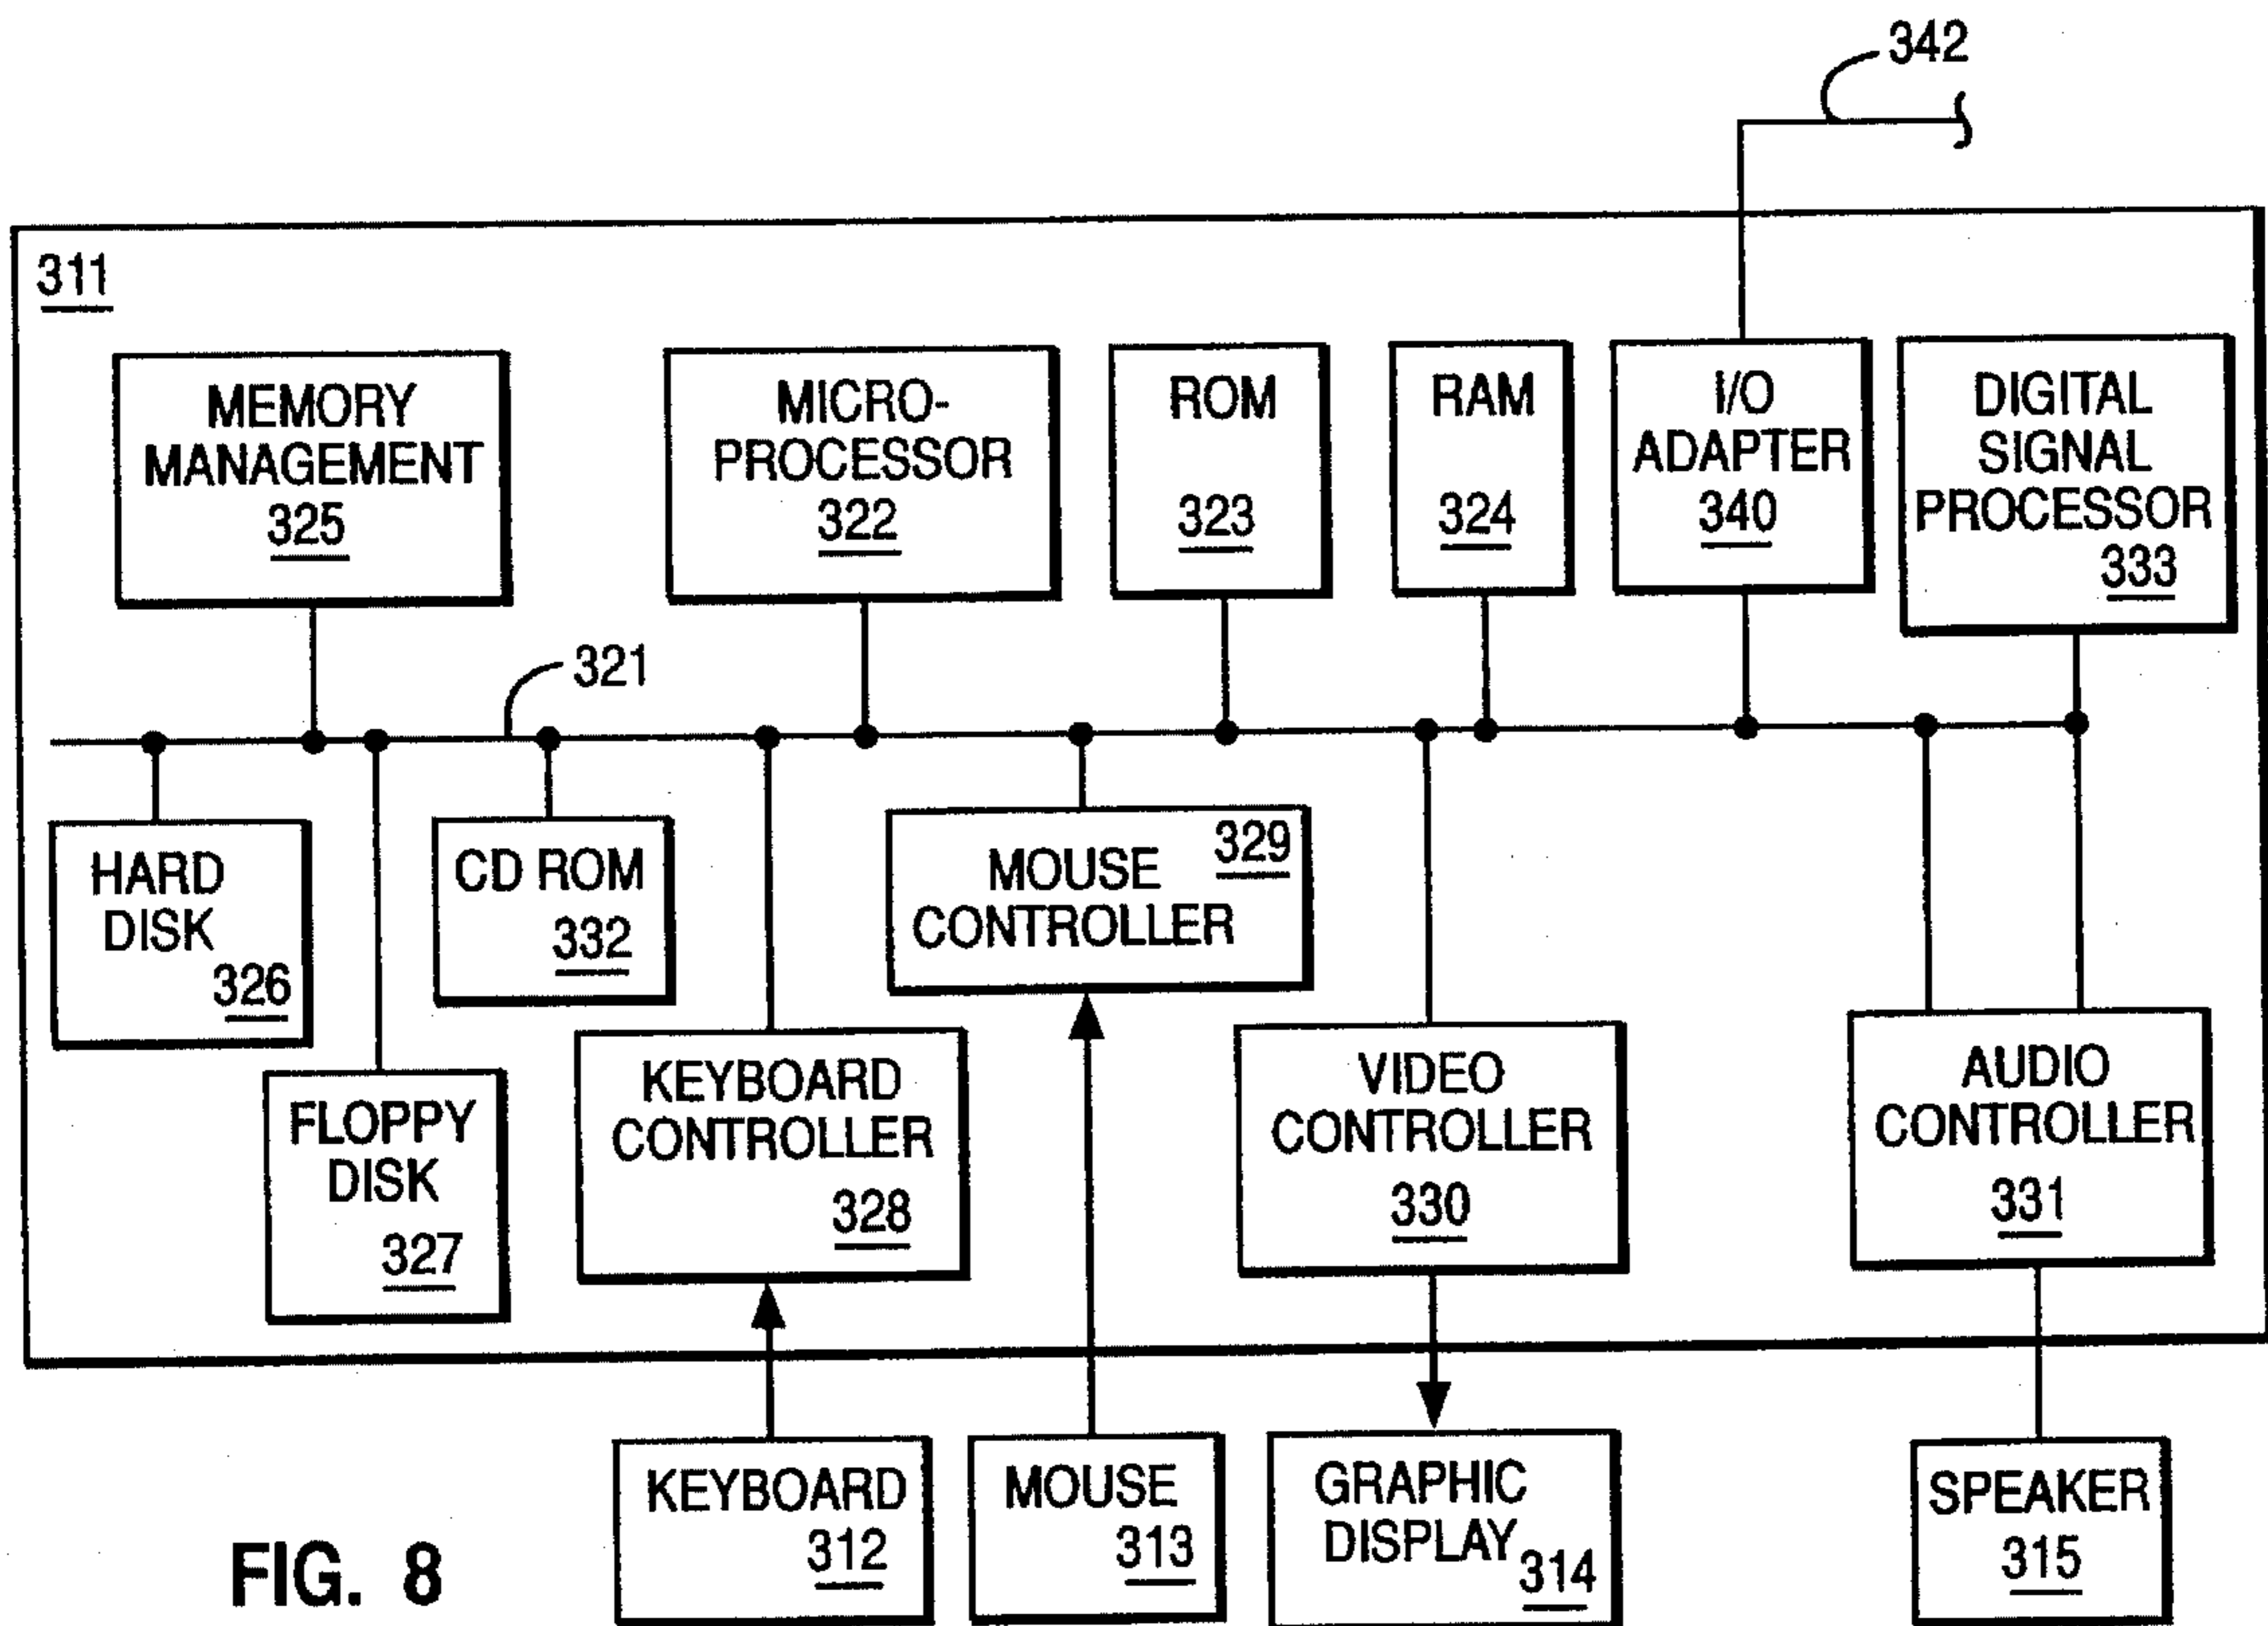 342
311
MEMORY
MANAGEMENT
325
MICRO-
PROCESSOR
322
ROM
323
RAM
324
I/O
ADAPTER
340
DIGITAL
SIGNAL
PROCESSOR
333
321
HARD
DISK
326
CD ROM
332
329
MOUSE
CONTROLLER
FLOPPY
DISK
327
KEYBOARD
CONTROLLER
328
VIDEO
CONTROLLER
330
AUDIO
CONTROLLER
331
KEYBOARD
312
MOUSE
313
GRAPHIC
DISPLAY
314
SPEAKER
315
FIG. 8